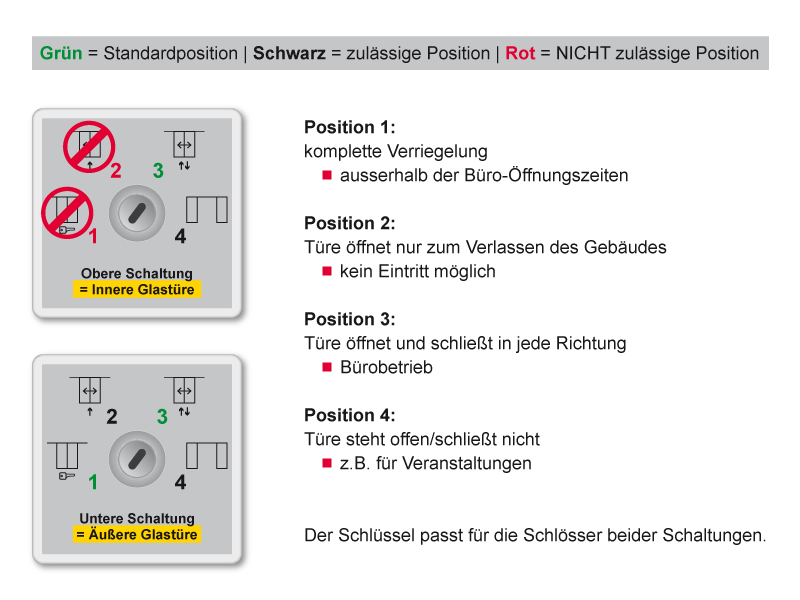 Grün = Standardposition | Schwarz = zulässige Position | Rot = NICHT zulässige Position
2 3
1 4
Obere Schaltung
= Innere Glastüre
2 3
1 4
Untere Schaltung
= Äußere Glastüre
Position 1:
komplette Verriegelung
ausserhalb der Büro-Öffnungszeiten
Position 2:
Türe öffnet nur zum Verlassen des Gebäudes
kein Eintritt möglich
Position 3:
Türe öffnet und schließt in jede Richtung
Bürobetrieb
Position 4:
Türe steht offen/schließt nicht
z.B. für Veranstaltungen
Der Schlüssel passt für die Schlösser beider Schaltungen.